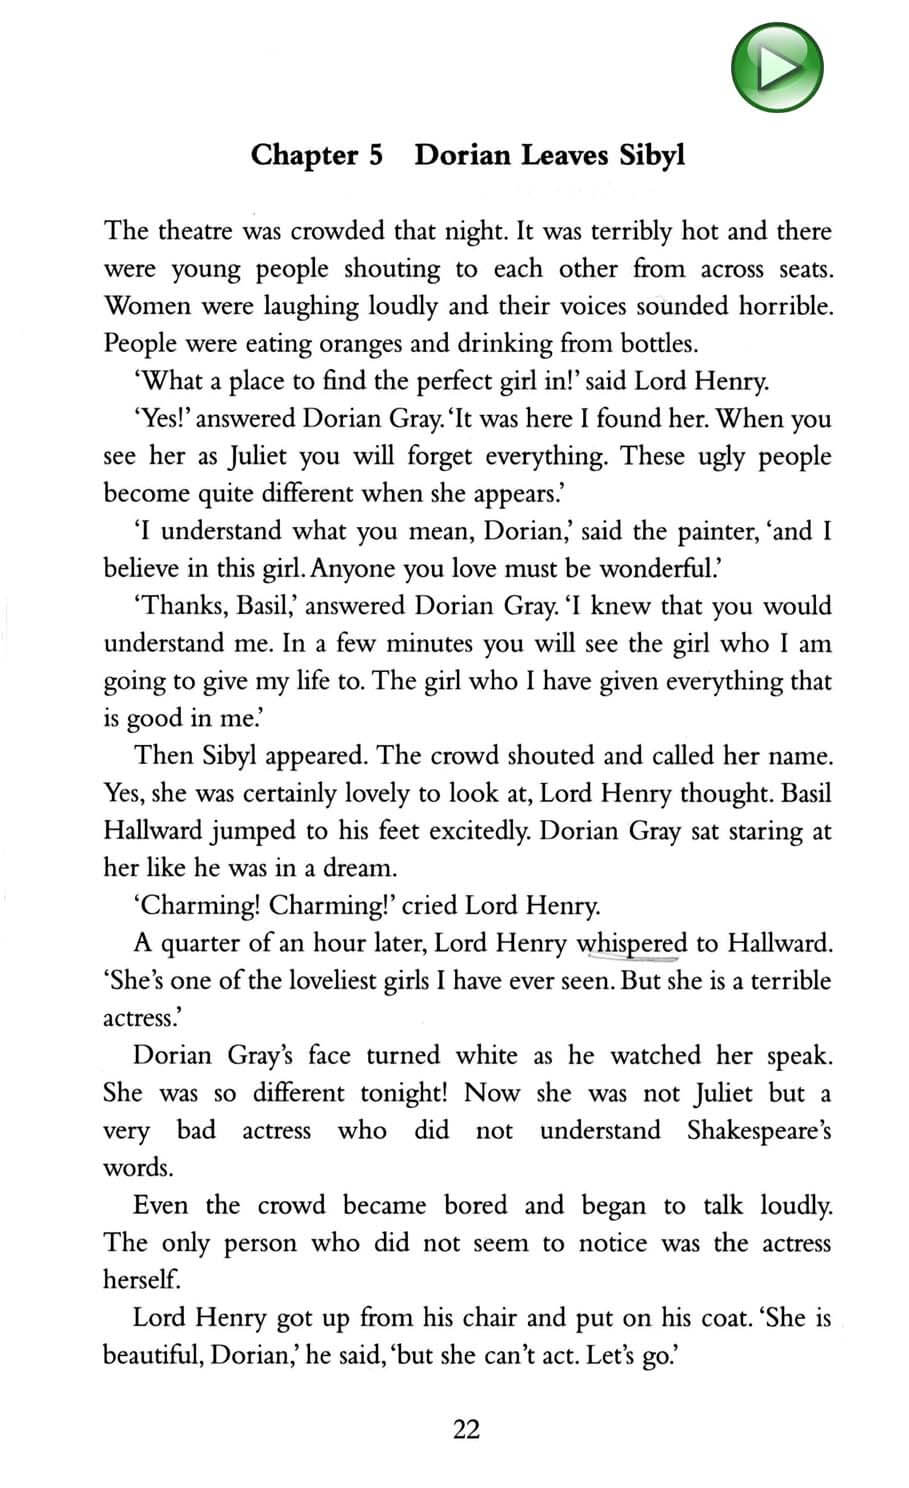 Chapter 5 Dorian Leaves Sibyl
The theatre was crowded that night. It was terribly hot and there
were young people shouting to each other from across seats.
Women were laughing loudly and their voices sounded horrible.
People were eating oranges and drinking from bottles.
‘What a place to find the perfect girl in!’ said Lord Henry.
‘Yes!’ answered Dorian Gray. ‘It was here I found her. When you
see her as Juliet you will forget everything. These ugly people
become quite different when she appears.’
‘I understand what you mean, Dorian,’ said the painter, ‘and I
believe in this girl. Anyone you love must be wonderful.’
‘Thanks, Basil,’ answered Dorian Gray. ‘I knew that you would
understand me. In a few minutes you will see the girl who I am
going to give my life to. The girl who I have given everything that
is good in me.’
Then Sibyl appeared. The crowd shouted and called her name.
Yes, she was certainly lovely to look at, Lord Henry thought. Basil
Hallward jumped to his feet excitedly. Dorian Gray sat staring at
her like he was in a dream.
‘Charming! Charming!’ cried Lord Henry.
A quarter of an hour later, Lord Henry whispered to Hallward.
‘She’s one of the loveliest girls I have ever seen. But she is a terrible
actress.’
Dorian Gray’s face turned white as he watched her speak.
She was so different tonight! Now she was not Juliet but a
very bad actress who did not understand Shakespeare’s
words.
Even the crowd became bored and began to talk loudly.
The only person who did not seem to notice was the actress
herself.
Lord Henry got up from his chair and put on his coat. ‘She is
beautiful, Dorian,’ he said, ‘but she can’t act. Let’s go.’
22